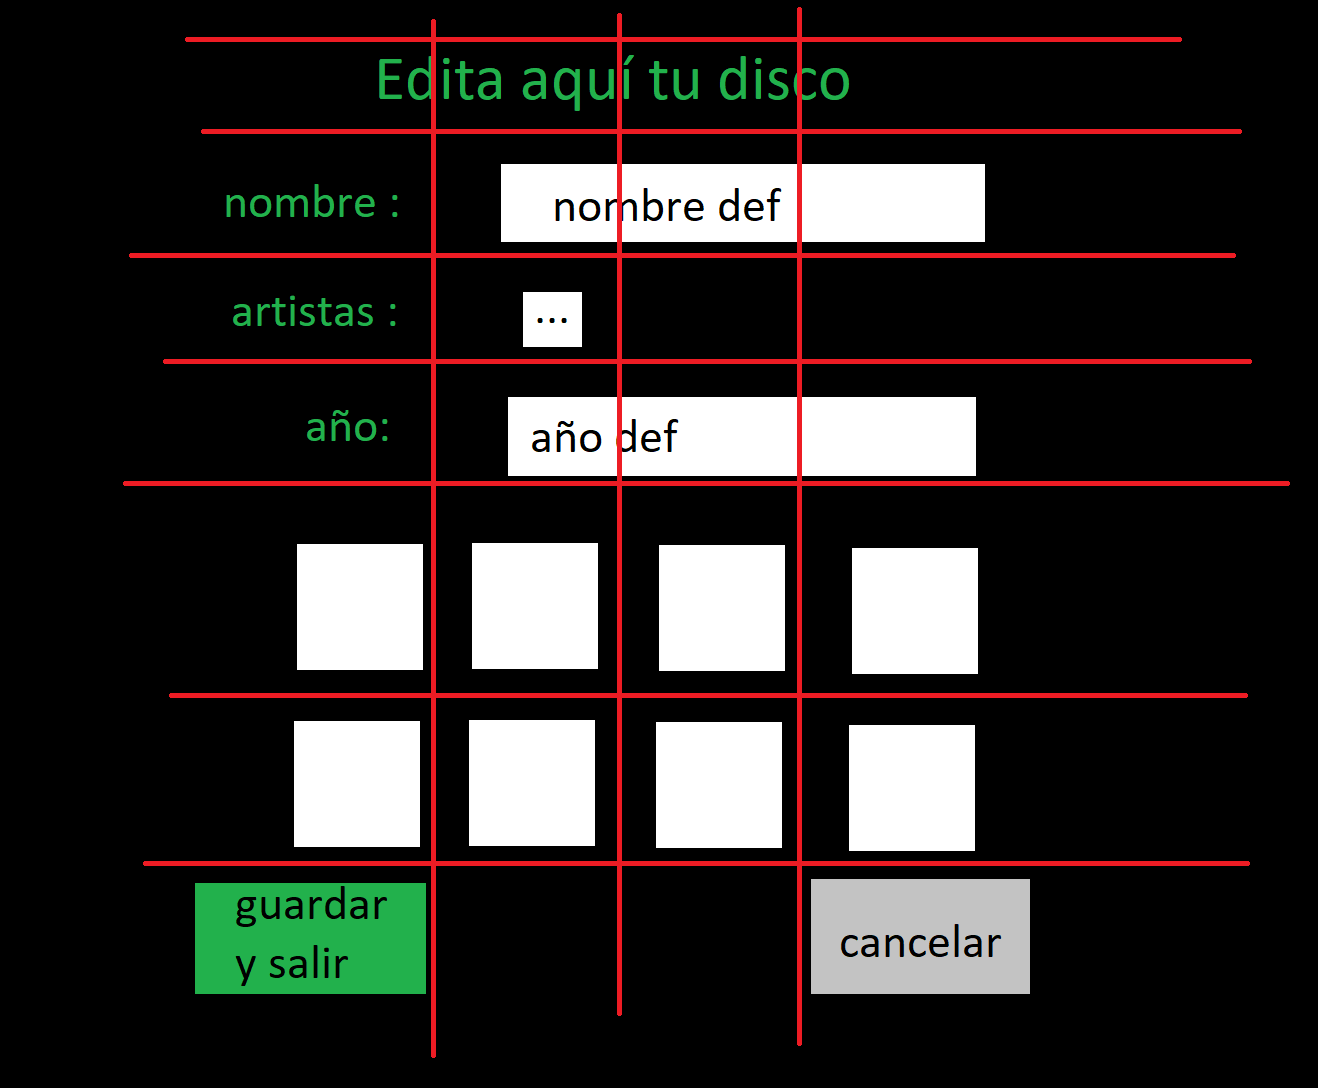 Edita aquí tu disco
nombre : nombre def
artistas : ...
año: año def
guardar
y salir
cancelar